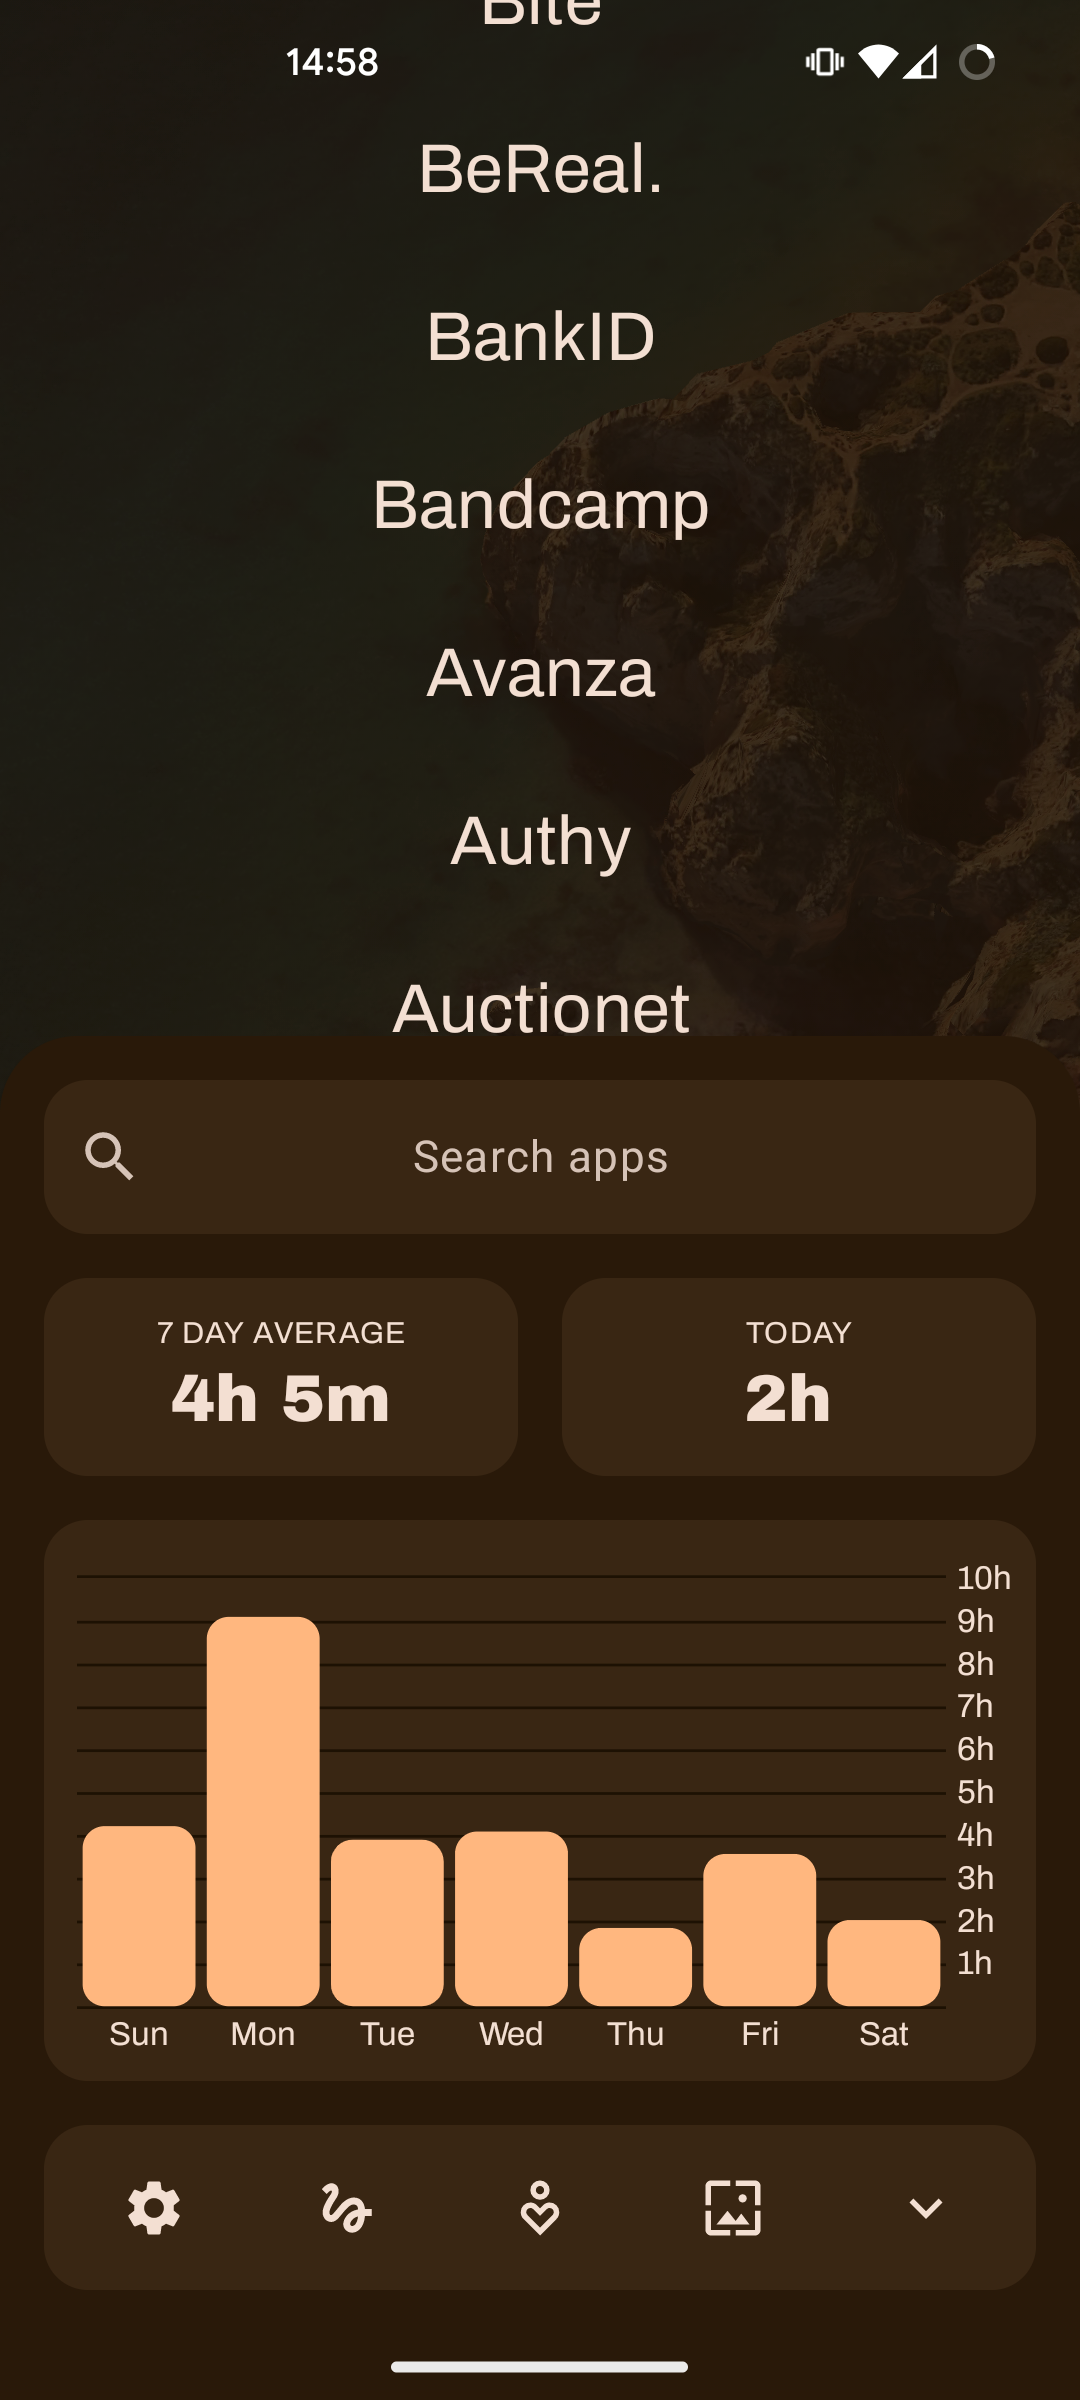 Bite
14:58
BeReal.
BankID
Bandcamp
Avanza
Authy
Auctionet
Search apps
7 DAY AVERAGE
4h 5m
TODAY
2h
10h
9h
8h
7h
6h
5h
4h
3h
2h
1h
Sun Mon Tue Wed Thu Fri Sat